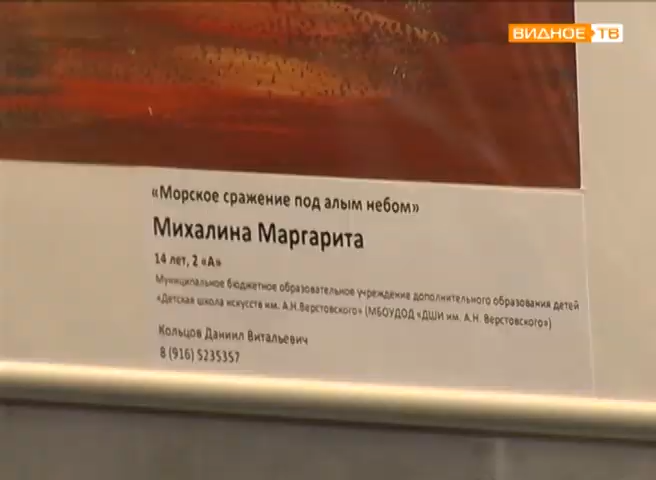 ВИДНОЕ ТВ
«Морское сражение под алым небом»
Михалина Маргарита
14 лет, 2 «А»
Муниципальное бюджетное образовательное учреждение дополнительного образования детей
«Детская школа искусств им. А.Н.Верстовского» (МБОУДОД «ДШИ им. А.Н. Верстовского»)
Кольцов Даниил Витальевич
8 (916) 5235357